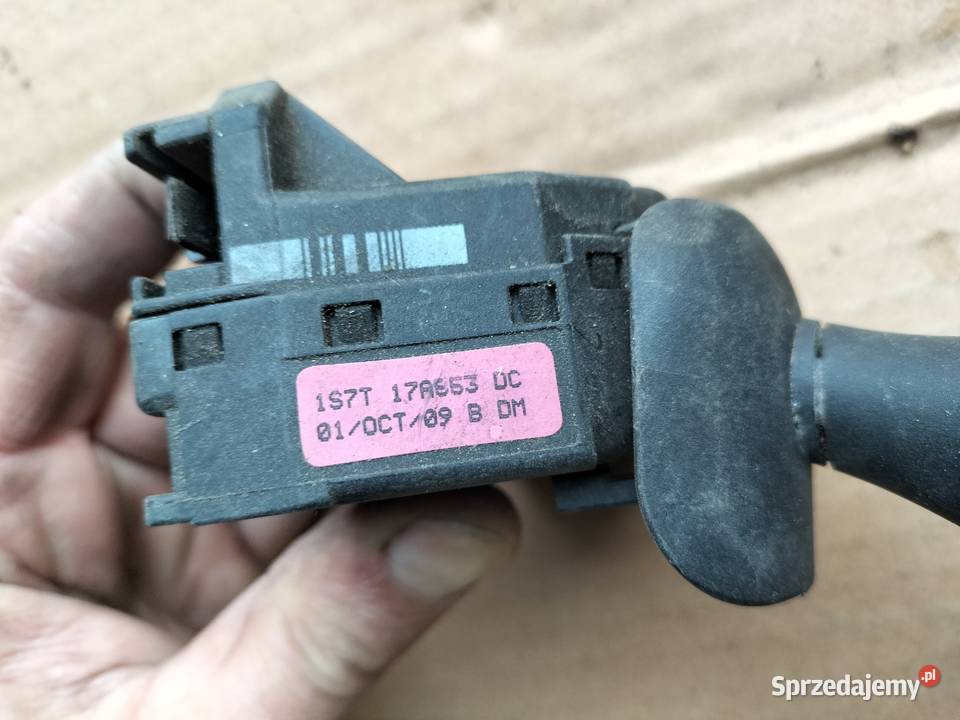 1S7T 17A553 DC
01/OCT/09 B DM
Sprzedajemy.pl